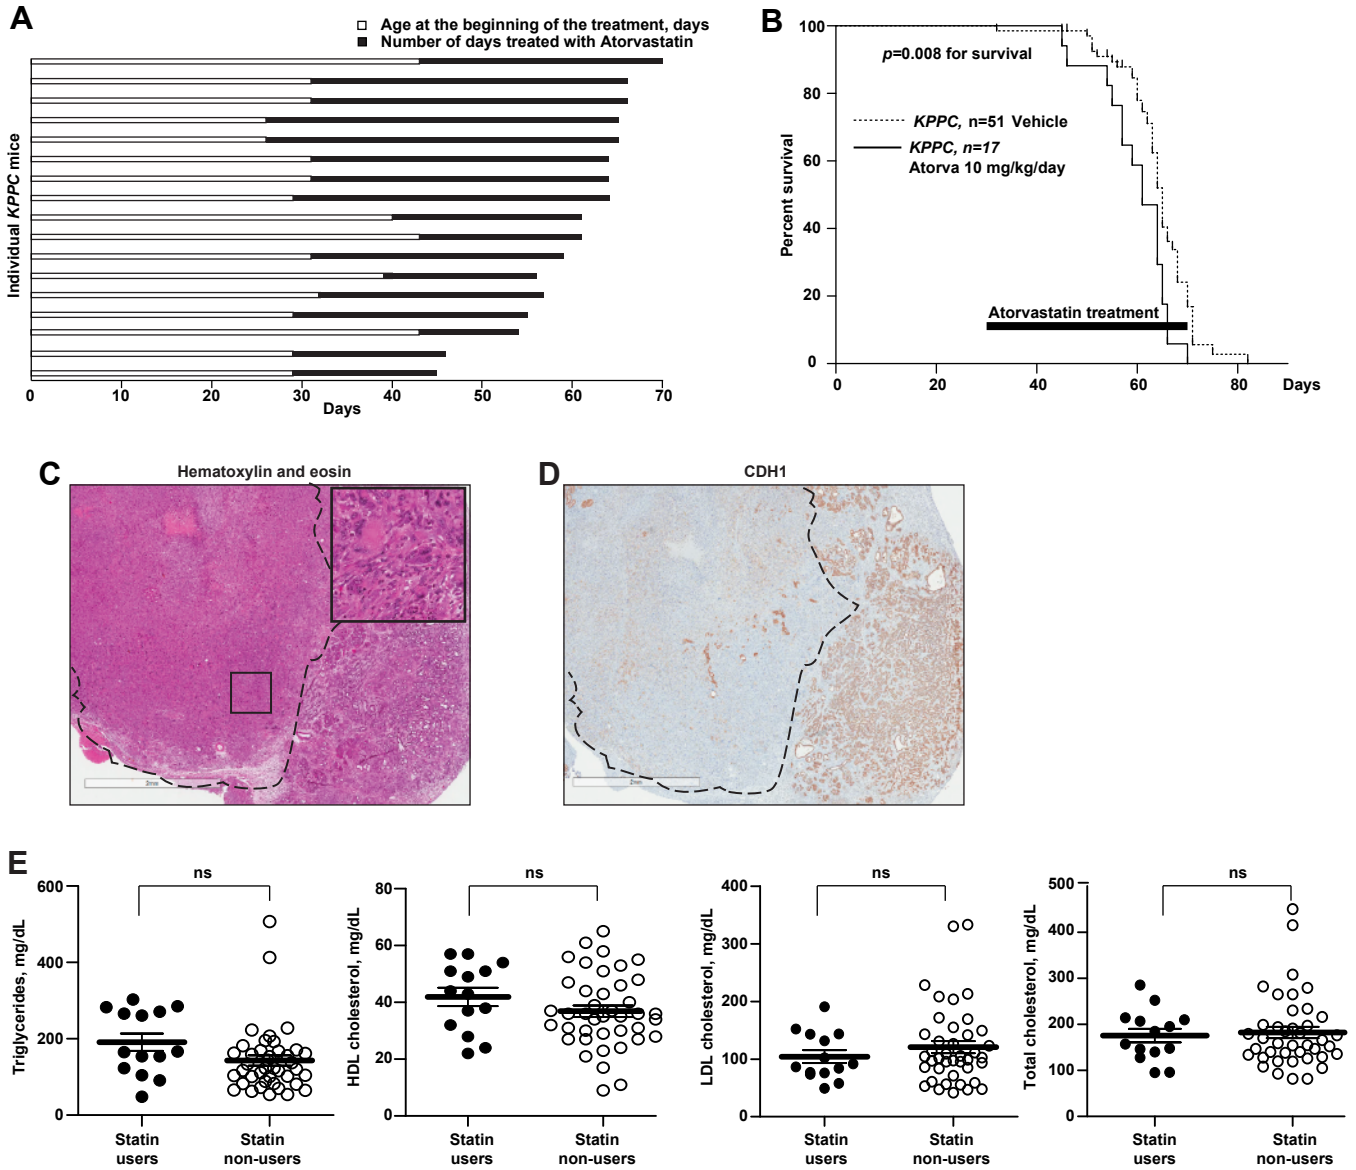 A
Age at the beginning of the treatment, days
Number of days treated with Atorvastatin
Individual KPPC mice
0 10 20 30 40 50 60 70
Days
B
100
80
60
40
20
0
Percent survival
p=0.008 for survival
KPPC, n=51 Vehicle
KPPC, n=17
Atorva 10 mg/kg/day
Atorvastatin treatment
0 20 40 60 80 Days
C
Hematoxylin and eosin
2mm
D
CDH1
2mm
E
Triglycerides, mg/dL
600
400
200
0
ns
Statin
users
Statin
non-users
HDL cholesterol, mg/dL
80
60
40
20
0
ns
Statin
users
Statin
non-users
LDL cholesterol, mg/dL
400
300
200
100
0
ns
Statin
users
Statin
non-users
Total cholesterol, mg/dL
500
400
300
200
100
0
ns
Statin
users
Statin
non-users